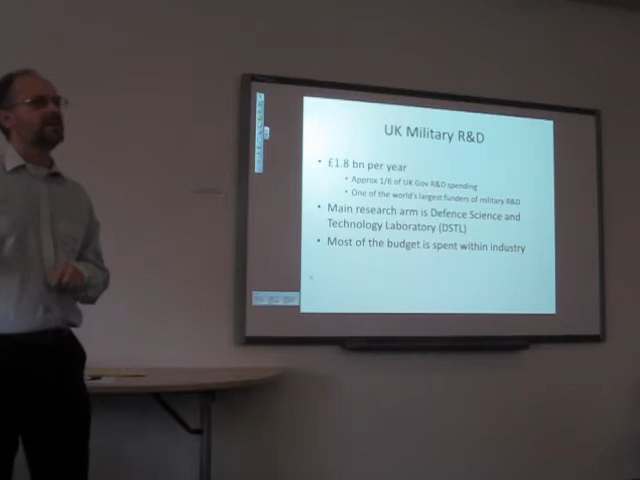 UK Military R&D
• £1.8 bn per year
• Approx 1/6 of UK Gov R&D spending
• One of the world's largest funders of military R&D
• Main research arm is Defence Science and
Technology Laboratory (DSTL)
• Most of the budget is spent within industry